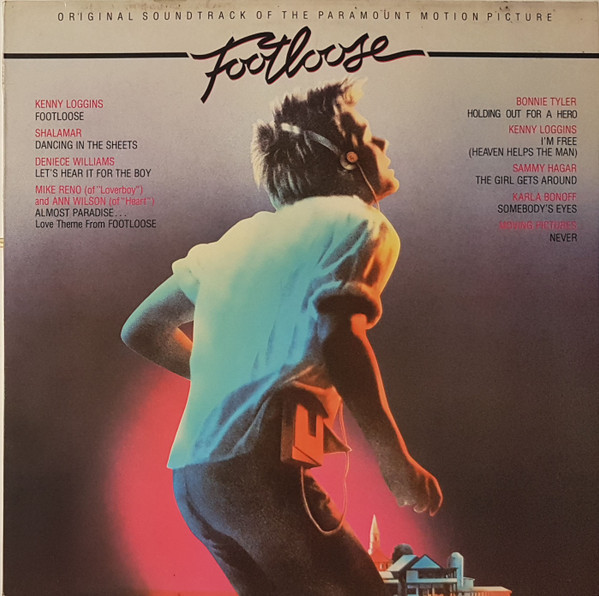 ORIGINAL SOUNDTRACK OF THE PARAMOUNT MOTION PICTURE
Footloose
KENNY LOGGINS
FOOTLOOSE
SHALAMAR
DANCING IN THE SHEETS
DENIECE WILLIAMS
LET'S HEAR IT FOR THE BOY
MIKE RENO (of "Loverboy")
and ANN WILSON (of "Heart")
ALMOST PARADISE...
Love Theme From FOOTLOOSE
BONNIE TYLER
HOLDING OUT FOR A HERO
KENNY LOGGINS
I'M FREE
(HEAVEN HELPS THE MAN)
SAMMY HAGAR
THE GIRL GETS AROUND
KARLA BONOFF
SOMEBODY'S EYES
MOVING PICTURES
NEVER